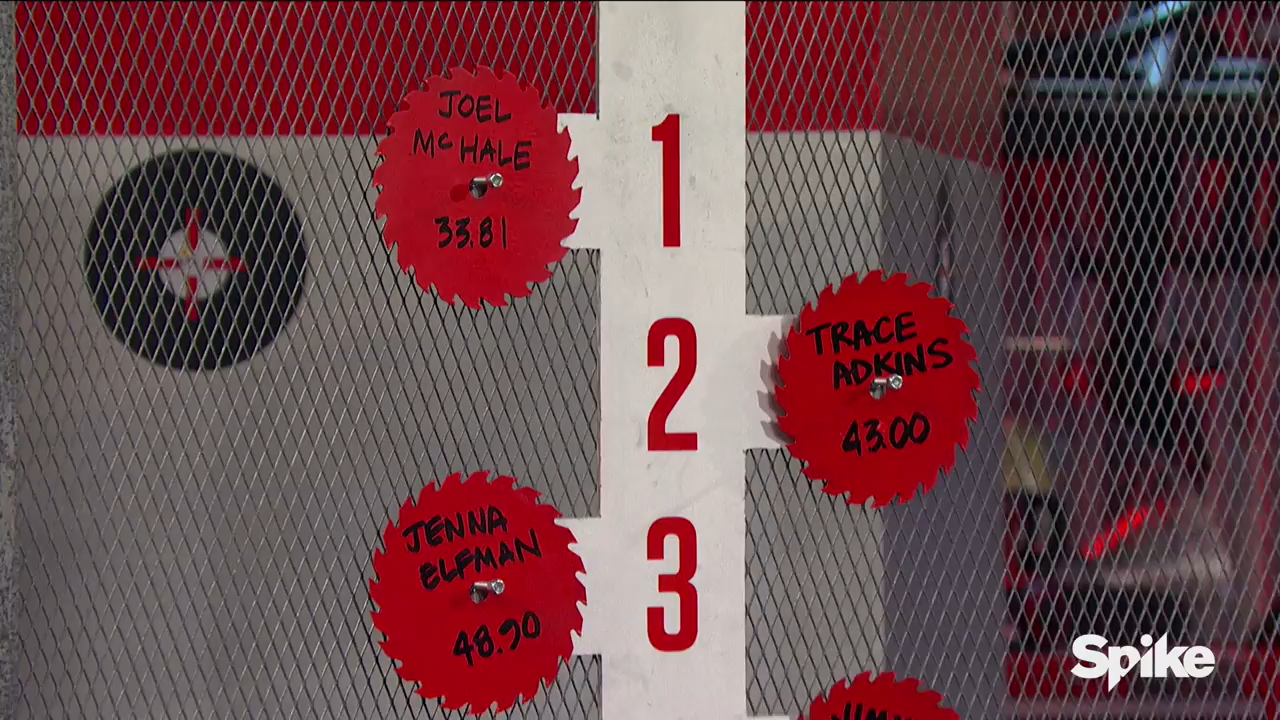 JOEL
McHALE
33.81
1
2
TRACE
ADKINS
43.00
JENNA
ELFMAN
48.90
3
Spike